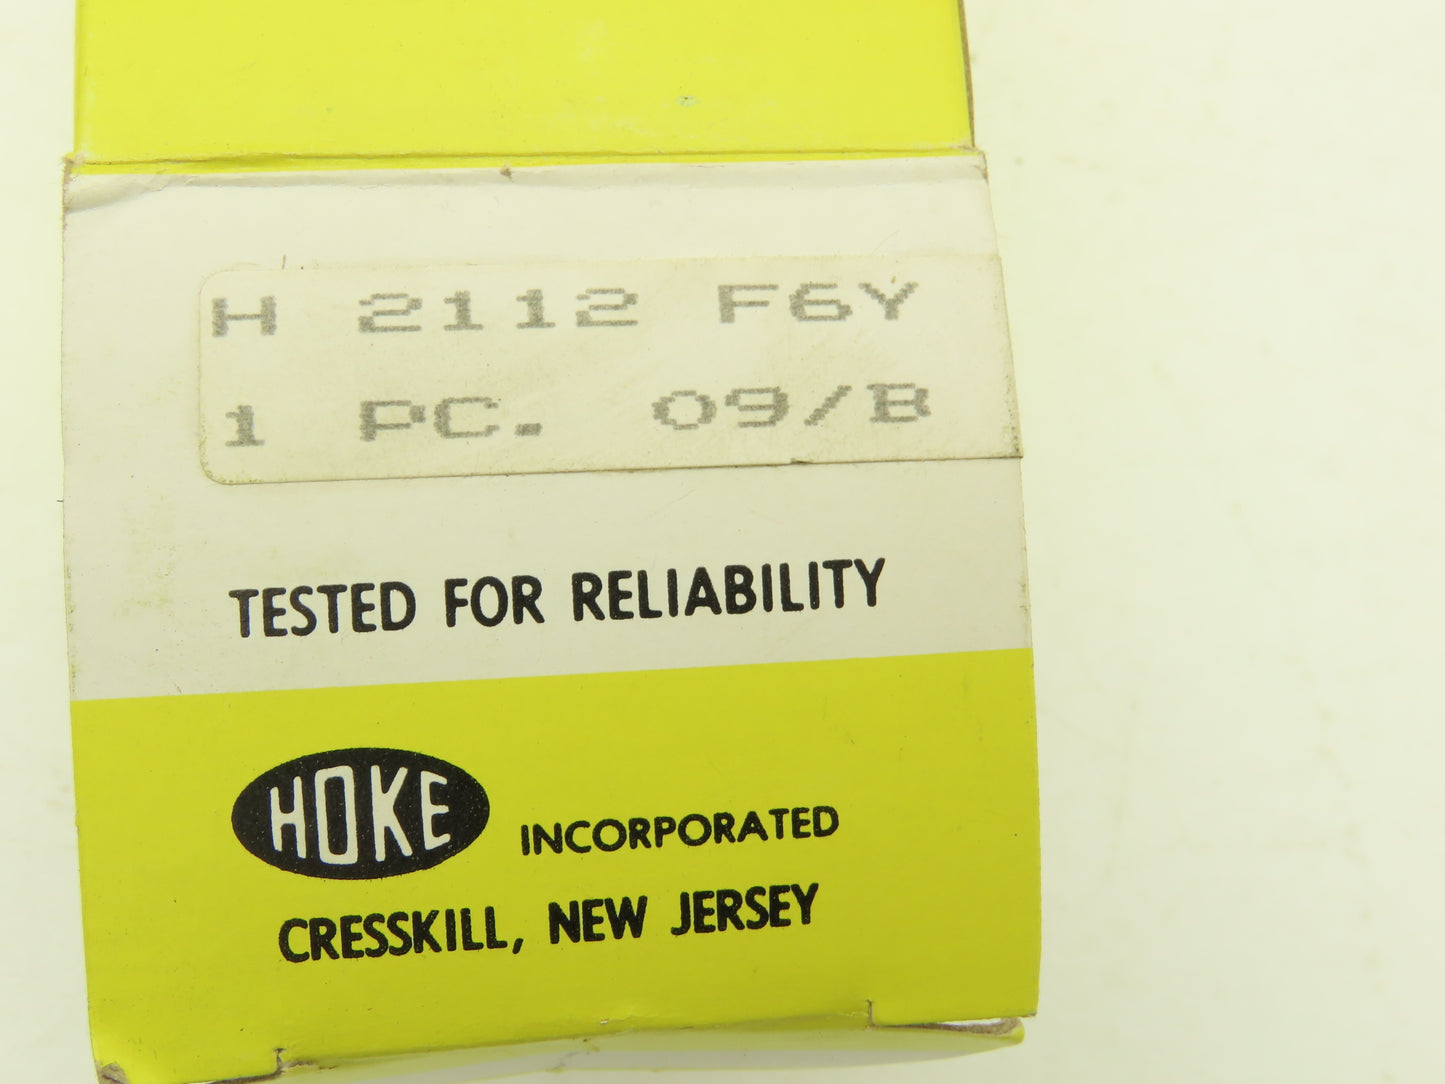 H 2112 F6Y
1 PC. 09/B
TESTED FOR RELIABILITY
HOKE INCORPORATED
CRESSKILL, NEW JERSEY